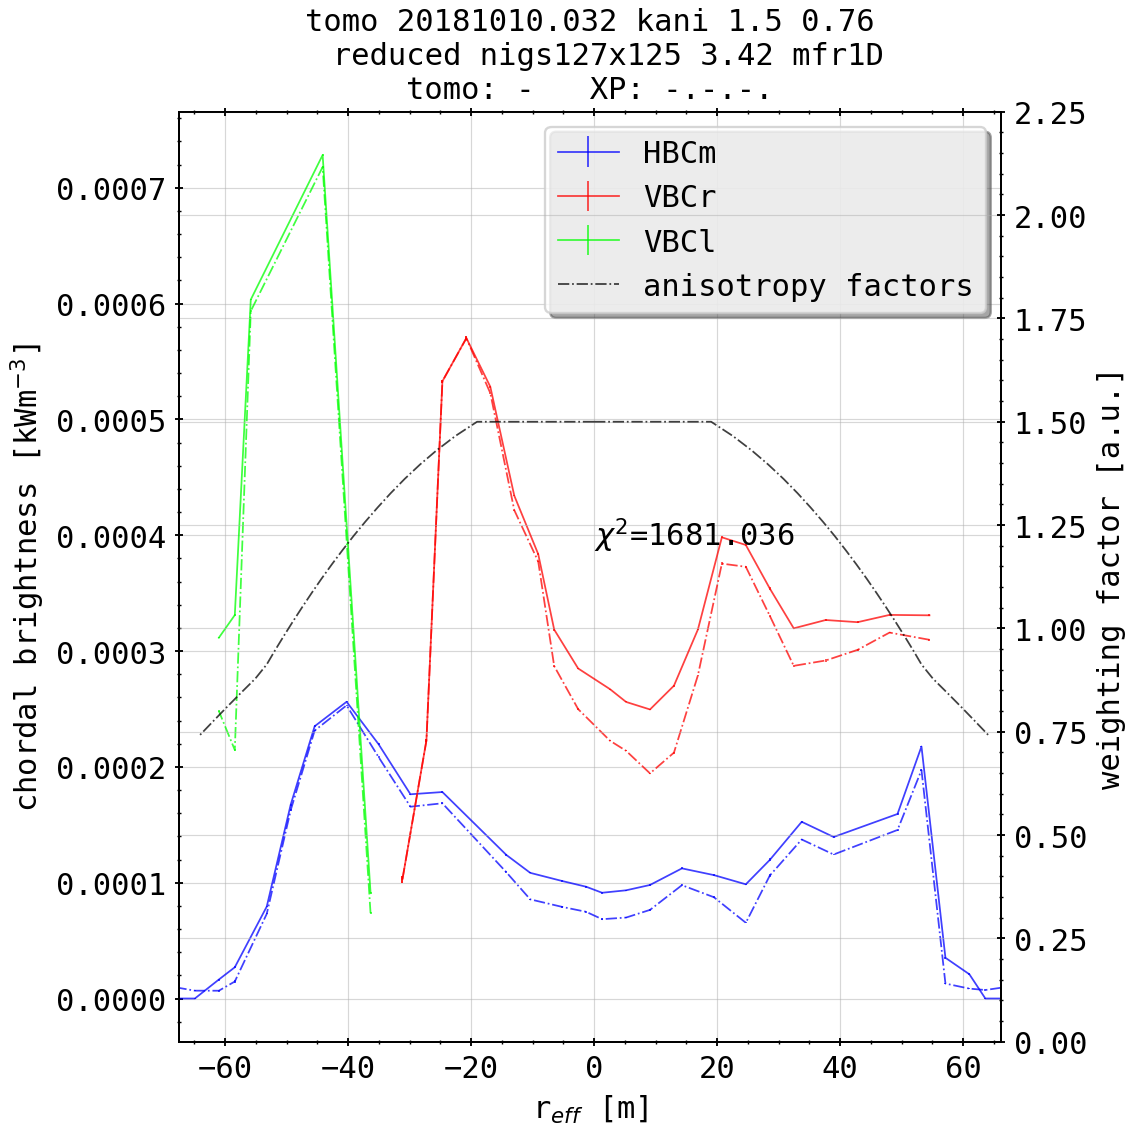 tomo 20181010.032 kani 1.5 0.76
reduced nigs127x125 3.42 mfr1D
tomo: - XP: -.-.-.
HBCm
VBCr
VBCl
anisotropy factors
χ²=1681.036
chordal brightness [kWm⁻³]
0.0007
0.0006
0.0005
0.0004
0.0003
0.0002
0.0001
0.0000
2.25
2.00
1.75
1.50
1.25
1.00
0.75
0.50
0.25
0.00
weighting factor [a.u.]
−60 −40 −20 0 20 40 60
r_eff [m]